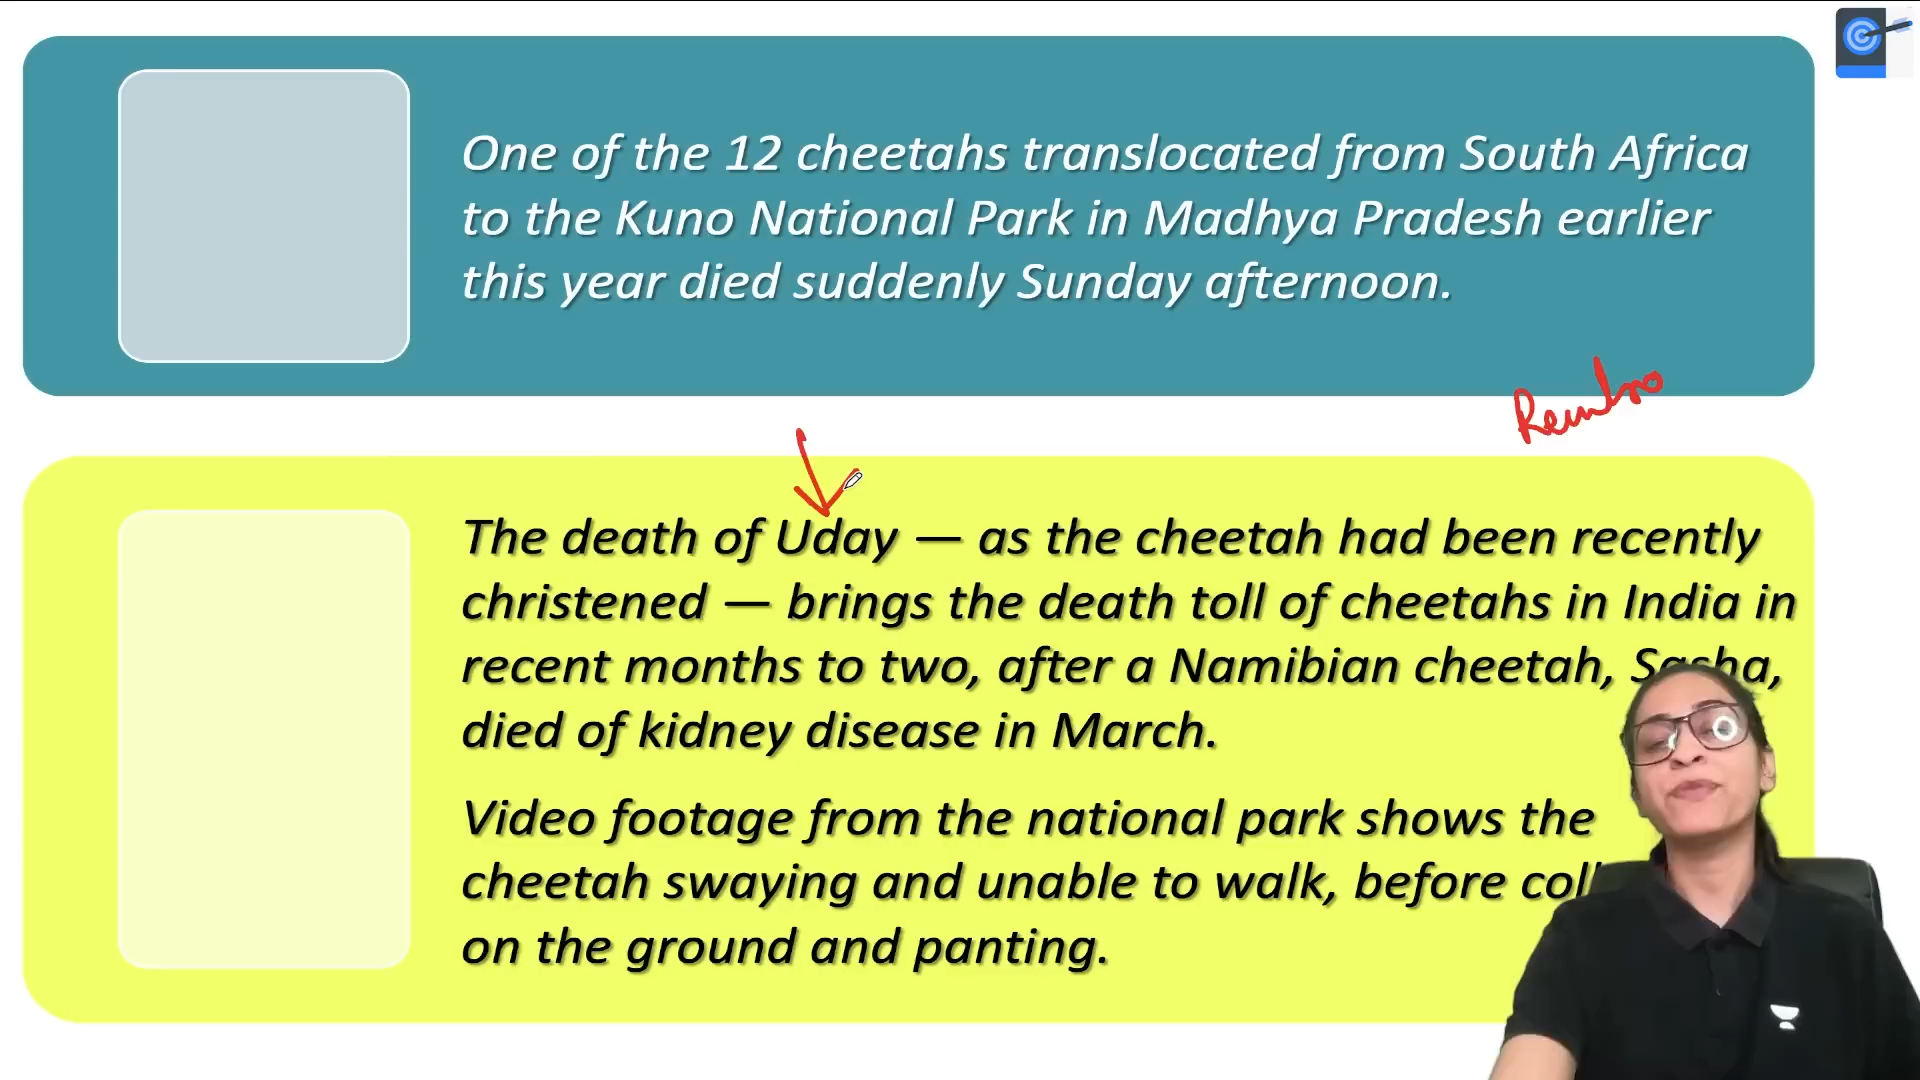 One of the 12 cheetahs translocated from South Africa
to the Kuno National Park in Madhya Pradesh earlier
this year died suddenly Sunday afternoon.
The death of Uday — as the cheetah had been recently
christened — brings the death toll of cheetahs in India in
recent months to two, after a Namibian cheetah, Sasha,
died of kidney disease in March.
Video footage from the national park shows the
cheetah swaying and unable to walk, before
on the ground and panting.